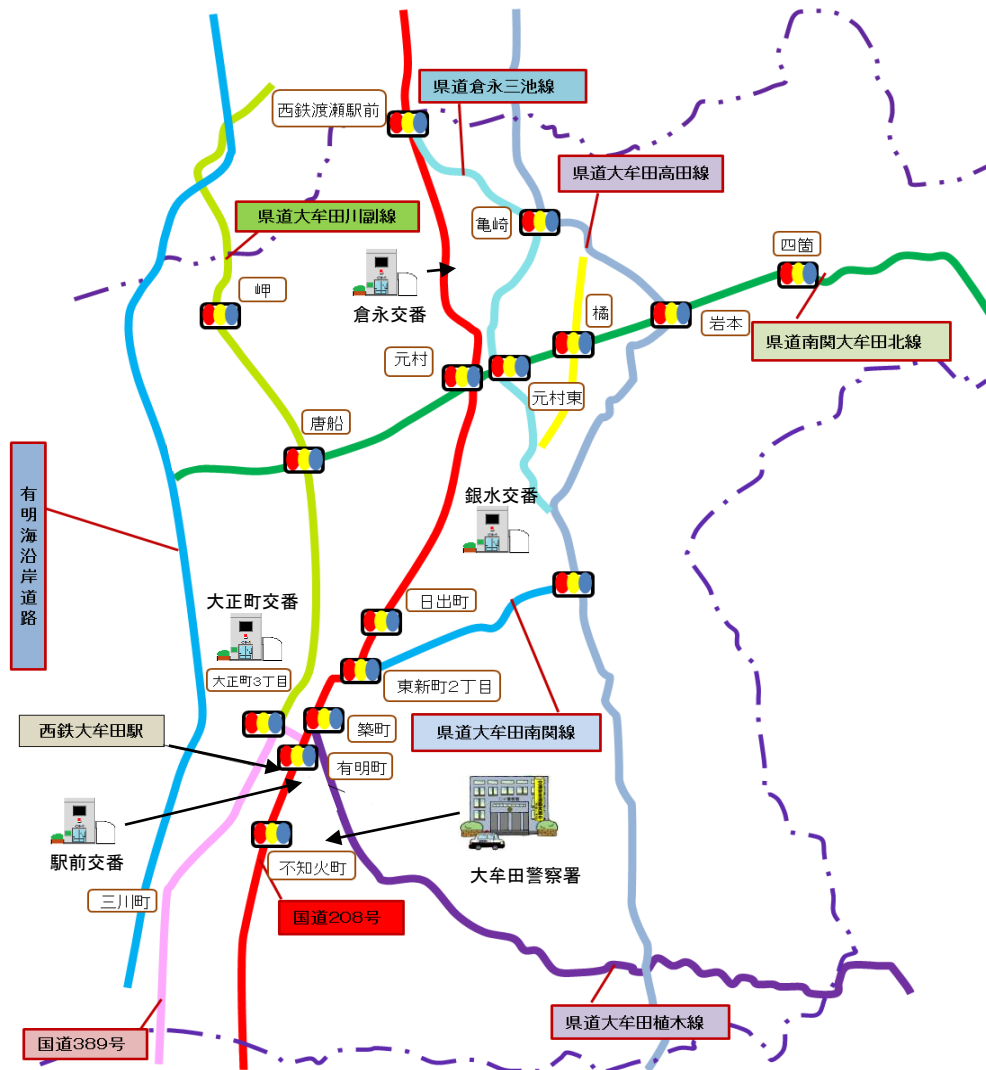 県道倉永三池線
西鉄渡瀬駅前
県道大牟田高田線
県道大牟田川副線
亀崎
四箇
岬
倉永交番
橘
岩本
県道南関大牟田北線
元村
元村東
唐船
有明海沿岸道路
銀水交番
大正町交番
日出町
大正町3丁目
東新町2丁目
西鉄大牟田駅
築町
県道大牟田南関線
有明町
駅前交番
不知火町
大牟田警察署
三川町
国道208号
県道大牟田植木線
国道389号